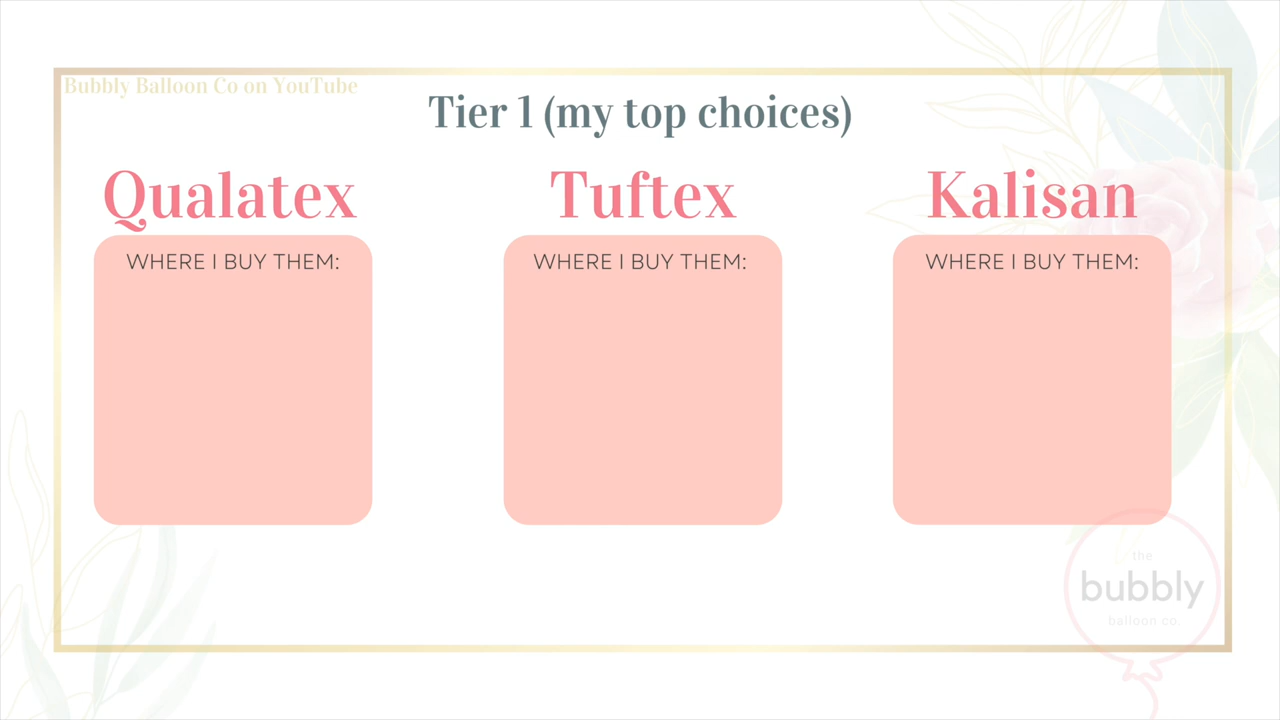 Bubbly Balloon Co on YouTube
Tier 1 (my top choices)
Qualatex
Tuftex
Kalisan
WHERE I BUY THEM:
WHERE I BUY THEM:
WHERE I BUY THEM:
the
bubbly
balloon co.